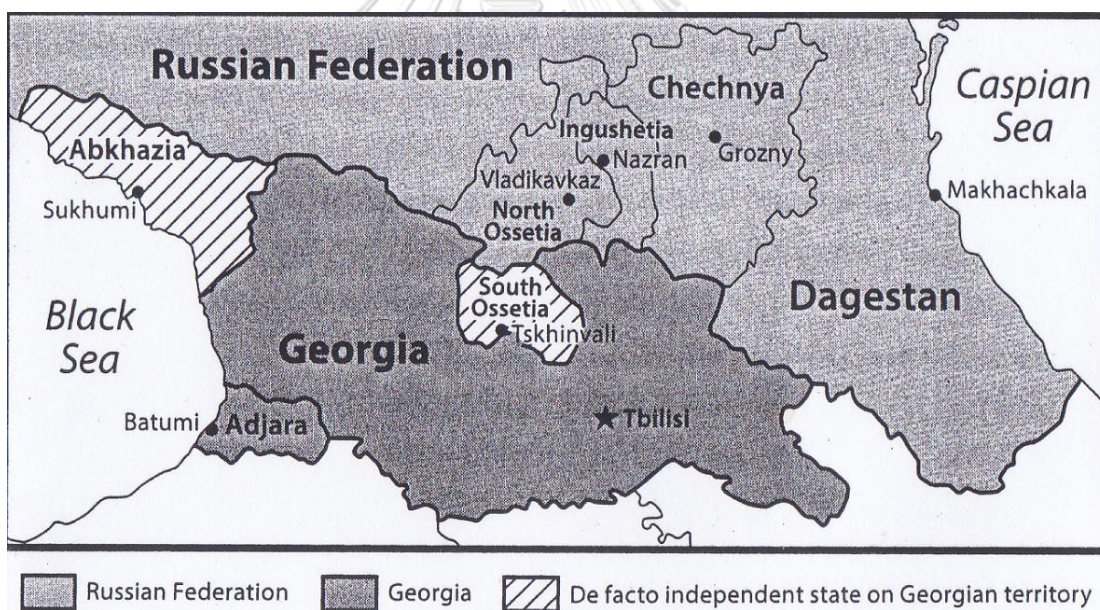 Russian Federation
Chechnya
Caspian
Sea
Abkhazia
Ingushetia
Nazran
Grozny
Vladikavkaz
Makhachkala
Sukhumi
North
Ossetia
South
Ossetia
Dagestan
Black
Sea
Tskhinvali
Georgia
Batumi
Adjara
Tbilisi
Russian Federation
Georgia
De facto independent state on Georgian territory